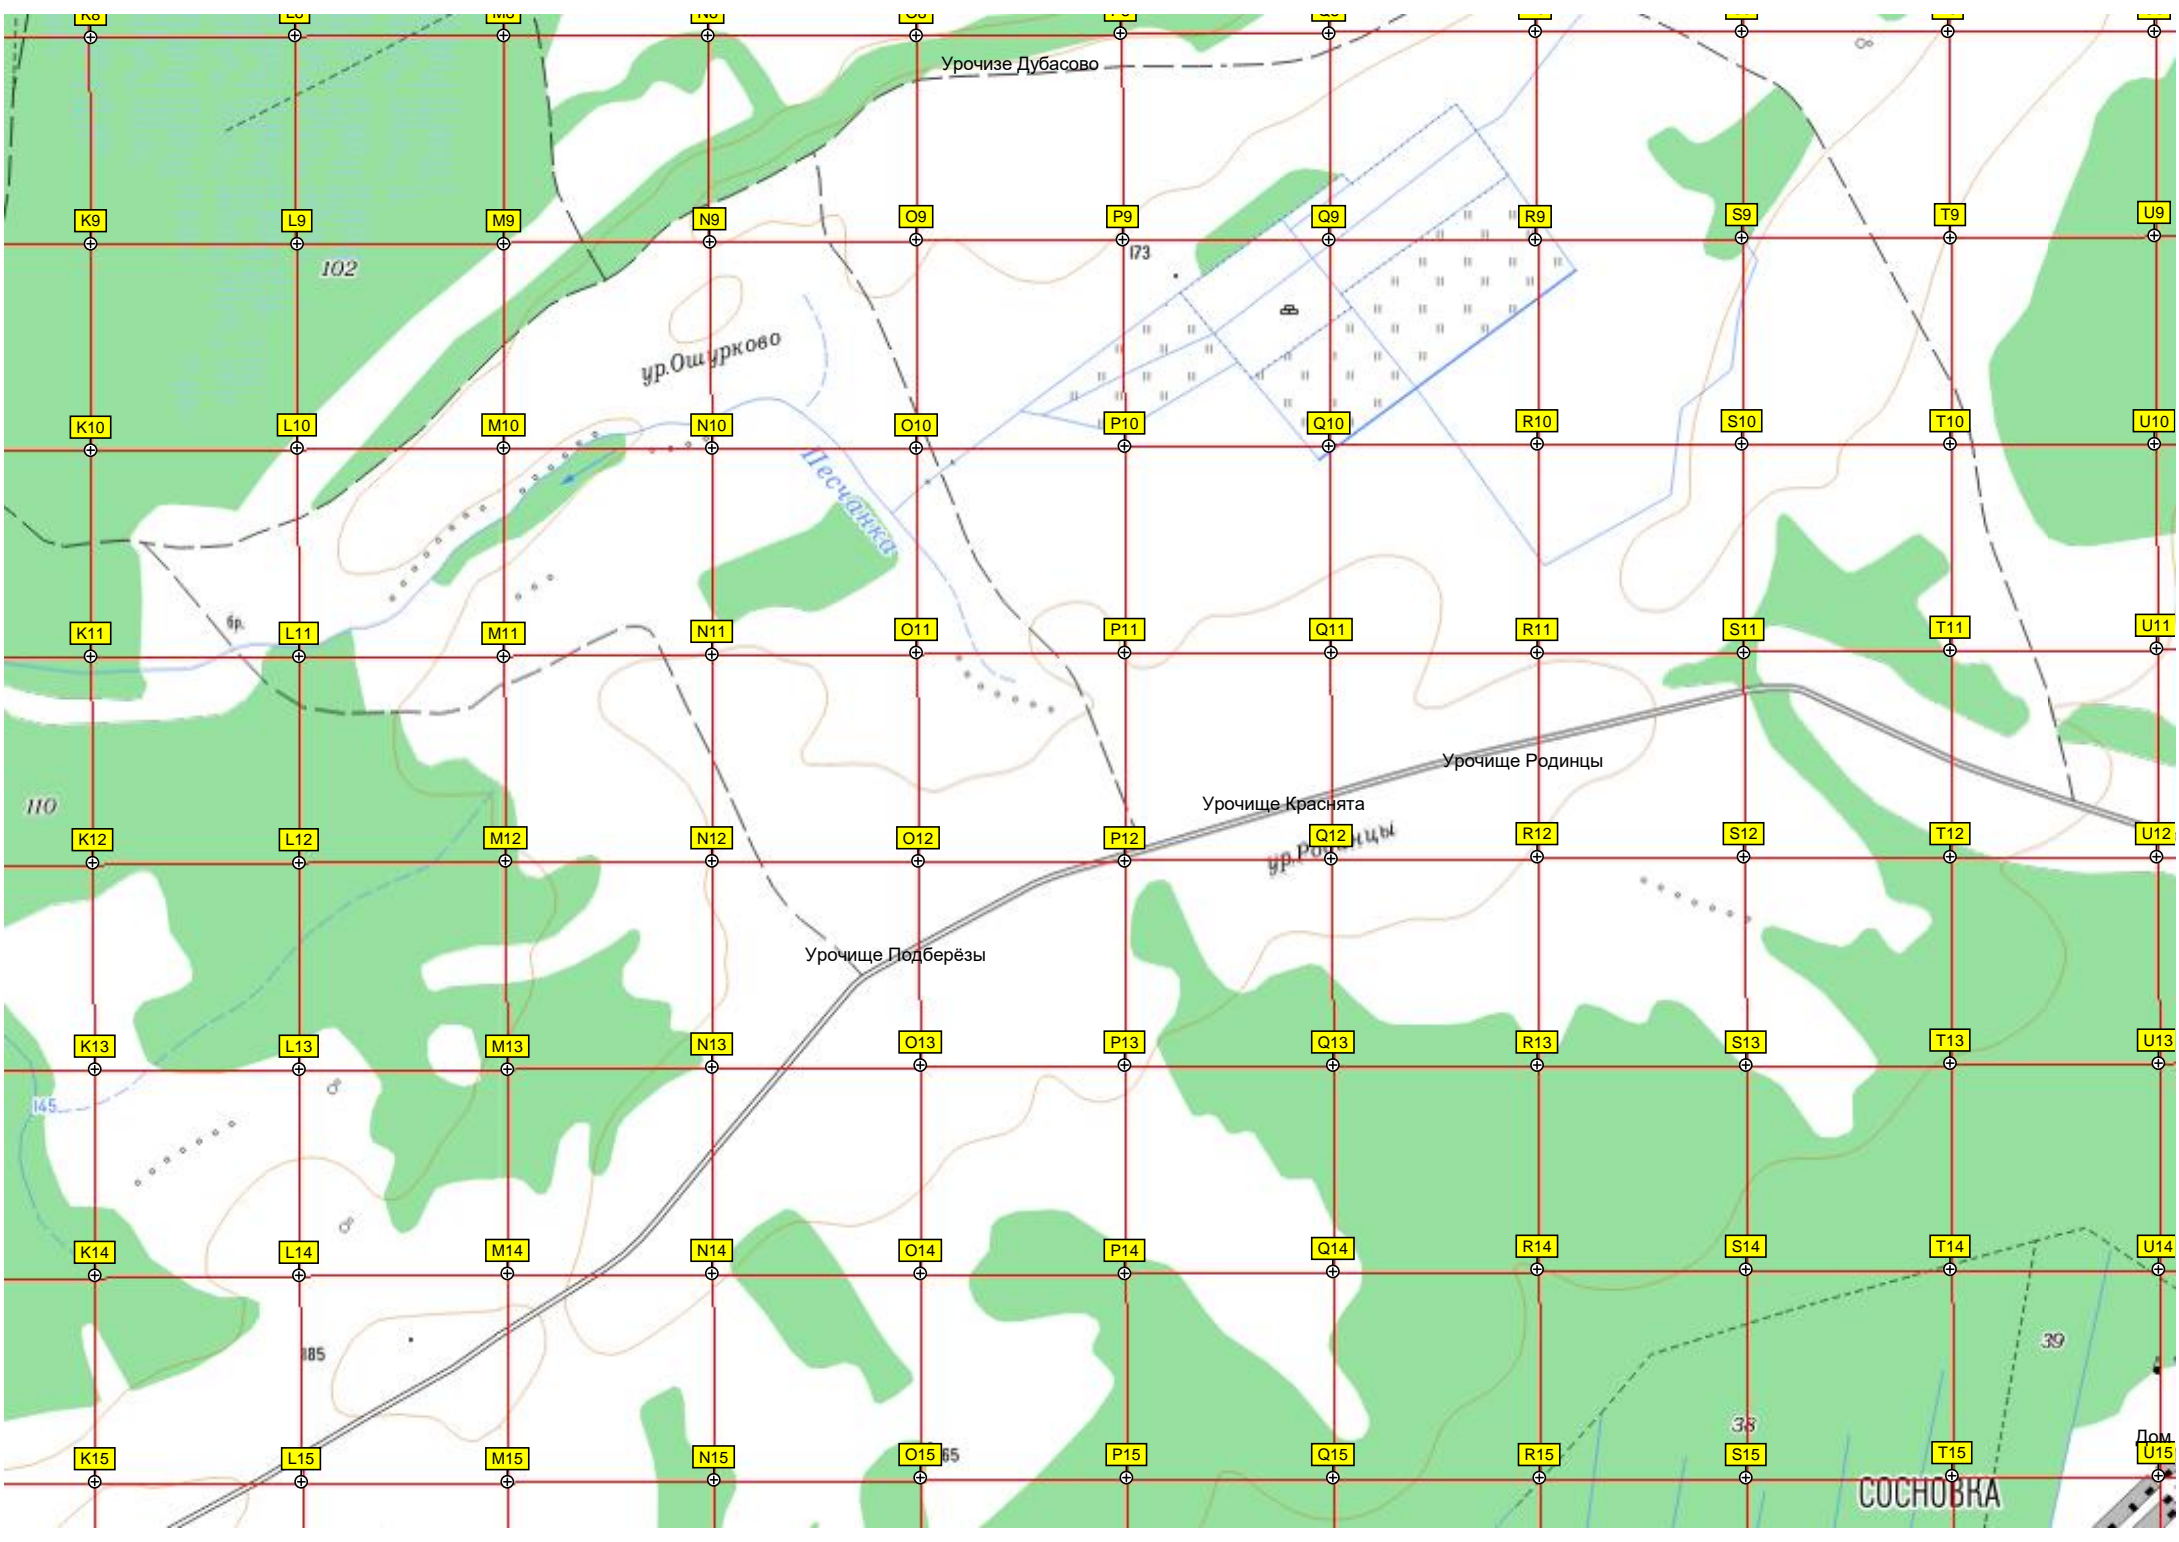 Урочизе Дубасово
K9 L9 M9 N9 O9 P9 Q9 R9 S9 T9 U9
102
173
ур.Ошурково
K10 L10 M10 N10 O10 P10 Q10 R10 S10 T10 U10
Песчанка
бр.
K11 L11 M11 N11 O11 P11 Q11 R11 S11 T11 U11
Урочище Родинцы
110
Урочище Краснята
K12 L12 M12 N12 O12 P12 Q12 R12 S12 T12 U12
ур.Родинцы
Урочище Подберёзы
K13 L13 M13 N13 O13 P13 Q13 R13 S13 T13 U13
145
K14 L14 M14 N14 O14 P14 Q14 R14 S14 T14 U14
39
185
38
Дом
K15 L15 M15 N15 O15 65 P15 Q15 R15 S15 T15 U15
СОСНОВКА